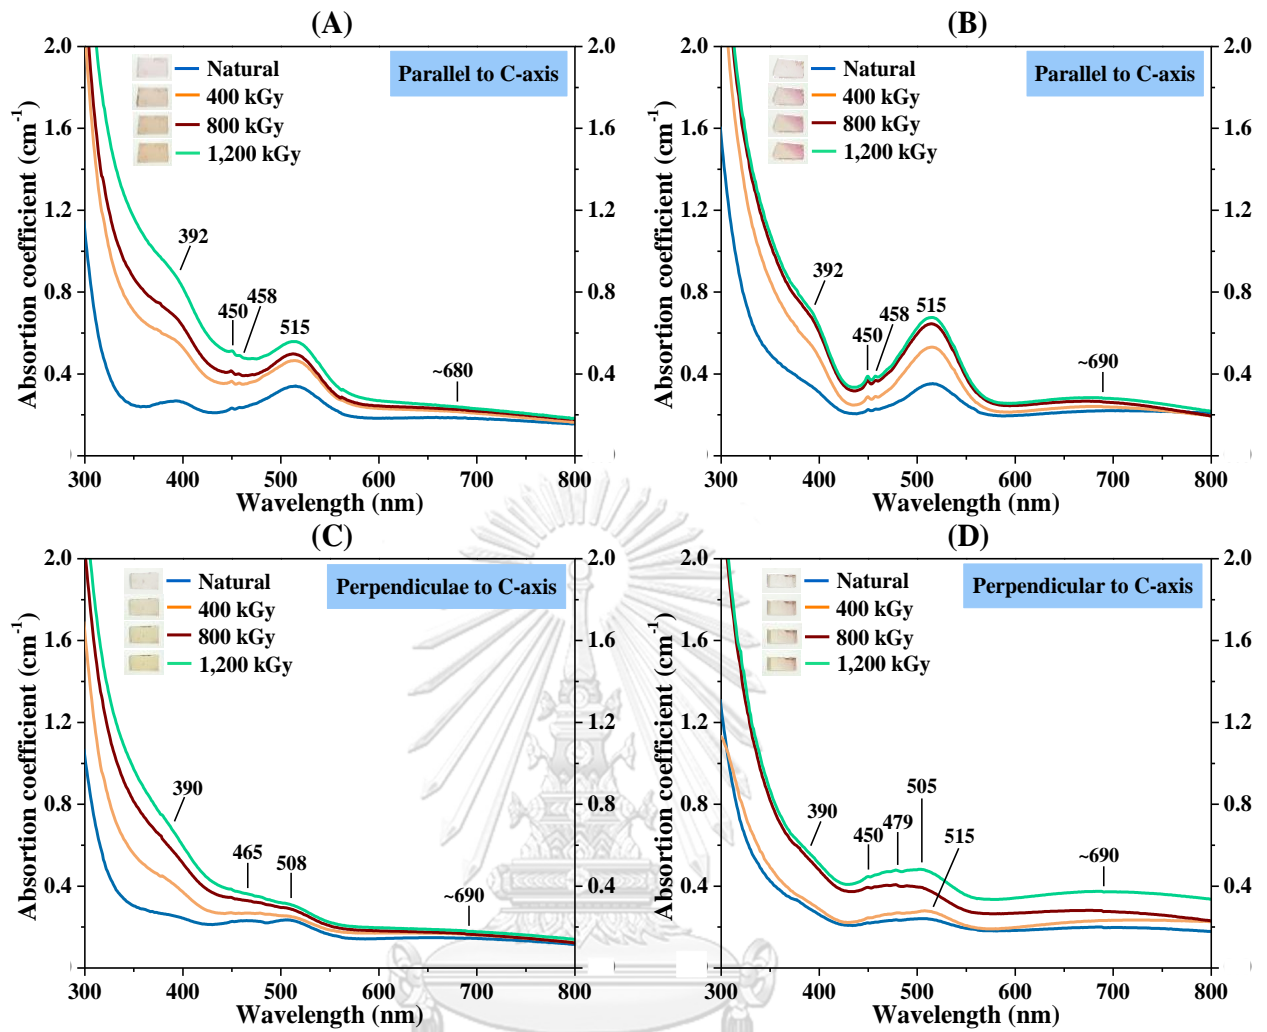 (A)
Absortion coefficient (cm-1)
2.0
1.6
1.2
0.8
0.4
Natural
400 kGy
800 kGy
1,200 kGy
Parallel to C-axis
392
450
458
515
~680
2.0
1.6
1.2
0.8
0.4
300 400 500 600 700 800
Wavelength (nm)
(B)
Absortion coefficient (cm-1)
2.0
1.6
1.2
0.8
0.4
Natural
400 kGy
800 kGy
1,200 kGy
Parallel to C-axis
392
450
458
515
~690
2.0
1.6
1.2
0.8
0.4
300 400 500 600 700 800
Wavelength (nm)
(C)
Absortion coefficient (cm-1)
2.0
1.6
1.2
0.8
0.4
Natural
400 kGy
800 kGy
1,200 kGy
Perpendiculae to C-axis
390
465
508
~690
2.0
1.6
1.2
0.8
0.4
300 400 500 600 700 800
Wavelength (nm)
(D)
Absortion coefficient (cm-1)
2.0
1.6
1.2
0.8
0.4
Natural
400 kGy
800 kGy
1,200 kGy
Perpendicular to C-axis
390
450
479
505
515
~690
2.0
1.6
1.2
0.8
0.4
300 400 500 600 700 800
Wavelength (nm)